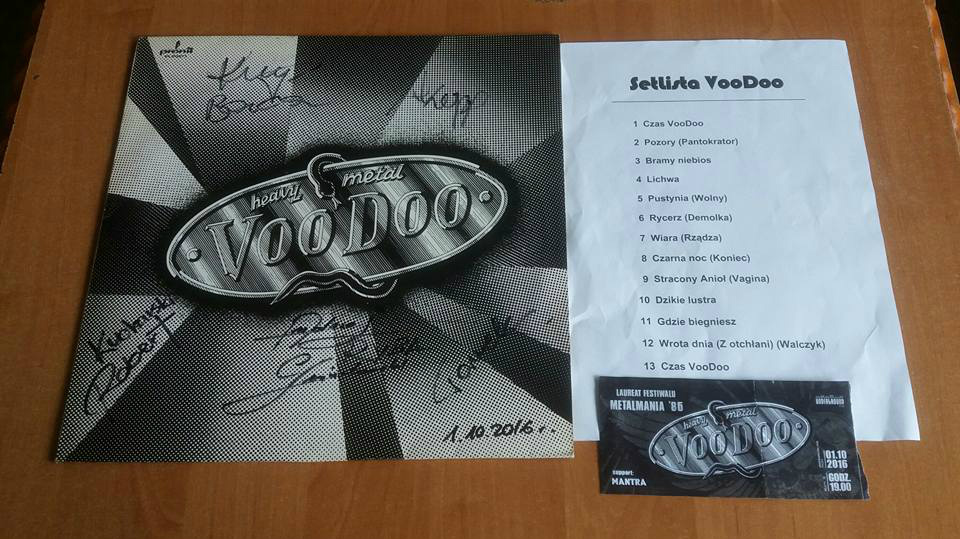 pronit
heavy metal
VOODOO
Kucharski
Robert
1.10.2016 r.
SetLista VooDoo
1 Czas VooDoo
2 Pozory (Pantokrator)
3 Bramy niebios
4 Lichwa
5 Pustynia (Wolny)
6 Rycerz (Demolka)
7 Wiara (Rządza)
8 Czarna noc (Koniec)
9 Stracony Anioł (Vagina)
10 Dzikie lustra
11 Gdzie biegniesz
12 Wrota dnia (Z otchłani) (Walczyk)
13 Czas VooDoo
LAUREAT FESTIWALU
METALMANIA '86
heavy metal
VOODOO
support:
MANTRA
01.10
2016
GODZ.
19.00